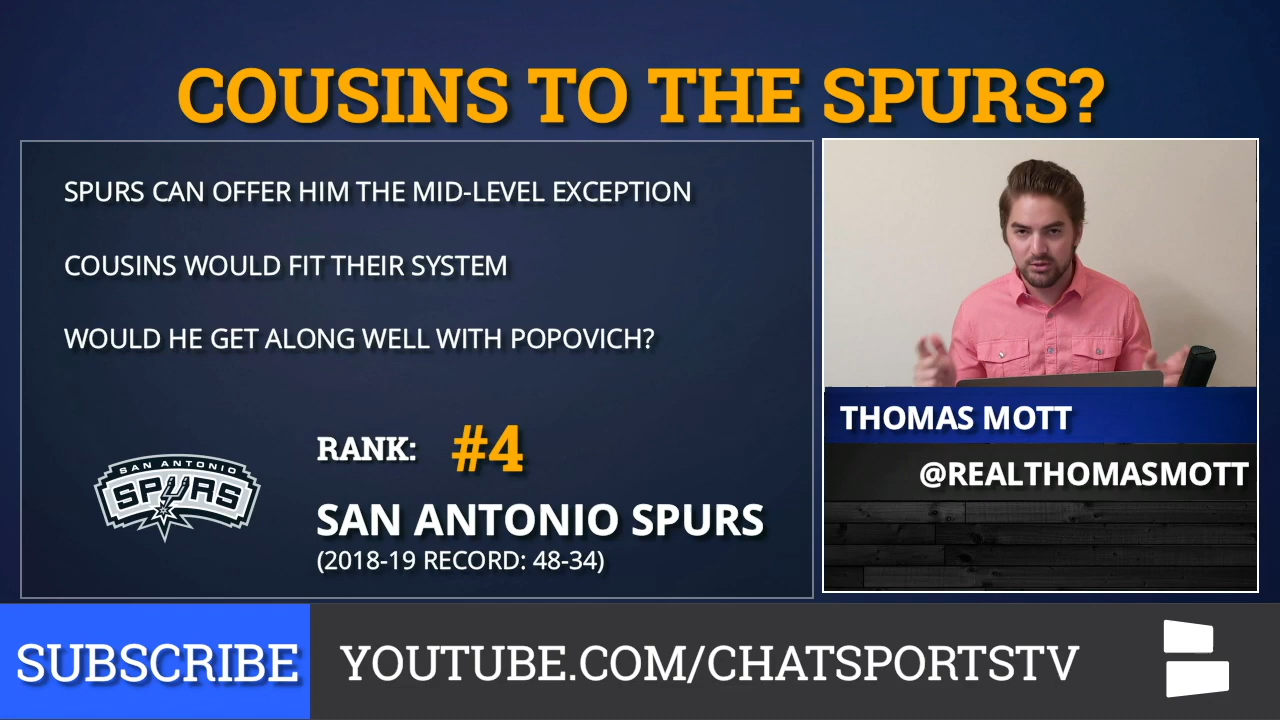 COUSINS TO THE SPURS?
SPURS CAN OFFER HIM THE MID-LEVEL EXCEPTION
COUSINS WOULD FIT THEIR SYSTEM
WOULD HE GET ALONG WELL WITH POPOVICH?
SAN ANTONIO
SPURS
RANK: #4
SAN ANTONIO SPURS
(2018-19 RECORD: 48-34)
THOMAS MOTT
@REALTHOMASMOTT
SUBSCRIBE
YOUTUBE.COM/CHATSPORTSTV